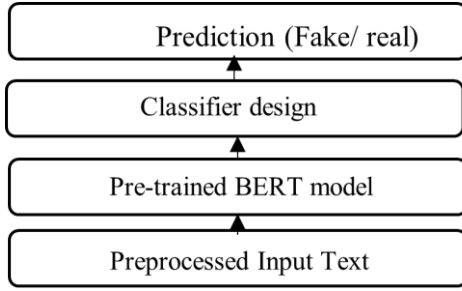 Prediction (Fake/ real)
Classifier design
Pre-trained BERT model
Preprocessed Input Text